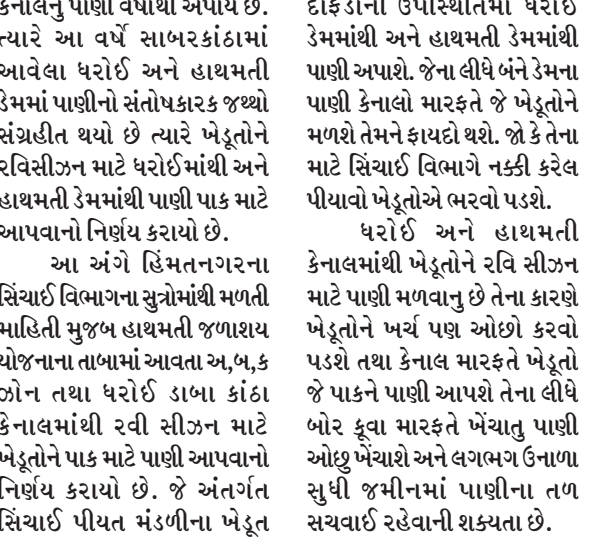 કેનાલનુ પાણી વર્ષોથી અપાય છે.
ત્યારે આ વર્ષે સાબરકાંઠામાં
આવેલા ધરોઈ અને હાથમતી
ડેમમાં પાણીનો સંતોષકારક જથ્થો
સંગ્રહીત થયો છે ત્યારે ખેડૂતોને
રવિસીઝન માટે ધરોઈમાંથી અને
હાથમતી ડેમમાંથી પાણી પાક માટે
આપવાનો નિર્ણય કરાયો છે.
આ અંગે હિંમતનગરના
સિંચાઈ વિભાગના સુત્રોમાંથી મળતી
માહિતી મુજબ હાથમતી જળાશય
યોજનાના તાબામાં આવતા અ,બ,ક
ઝોન તથા ધરોઈ ડાબા કાંઠા
કેનાલમાંથી રવી સીઝન માટે
ખેડૂતોને પાક માટે પાણી આપવાનો
નિર્ણય કરાયો છે. જે અંતર્ગત
સિંચાઈ પીયત મંડળીના ખેડૂત
ઉપસ્થિતિમાં ધરોઈ
ડેમમાંથી અને હાથમતી ડેમમાંથી
પાણી અપાશે. જેના લીધે બંને ડેમના
પાણી કેનાલો મારફતે જે ખેડૂતોને
મળશે તેમને ફાયદો થશે. જો કે તેના
માટે સિંચાઈ વિભાગે નક્કી કરેલ
પીયાવો ખેડૂતોએ ભરવો પડશે.
ધરોઈ અને હાથમતી
કેનાલમાંથી ખેડૂતોને રવિ સીઝન
માટે પાણી મળવાનુ છે તેના કારણે
ખેડૂતોને ખર્ચ પણ ઓછો કરવો
પડશે તથા કેનાલ મારફતે ખેડૂતો
જે પાકને પાણી આપશે તેના લીધે
બોર કૂવા મારફતે ખેંચાતુ પાણી
ઓછુ ખેંચાશે અને લગભગ ઉનાળા
સુધી જમીનમાં પાણીના તળ
સચવાઈ રહેવાની શક્યતા છે.